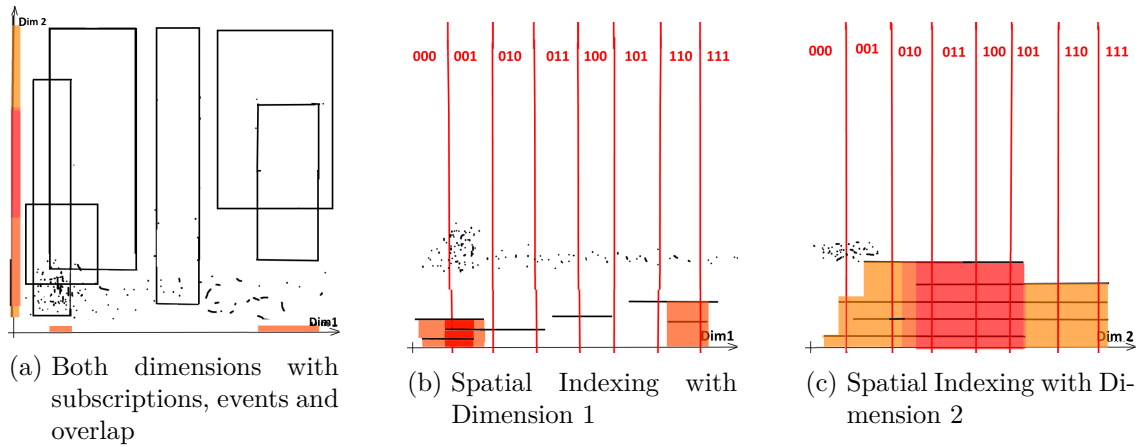 Dim 2
Dim1
(a) Both dimensions with
subscriptions, events and
overlap
000 001 010 011 100 101 110 111
Dim1
(b) Spatial Indexing with
Dimension 1
000 001 010 011 100 101 110 111
Dim 2
(c) Spatial Indexing with Di-
mension 2